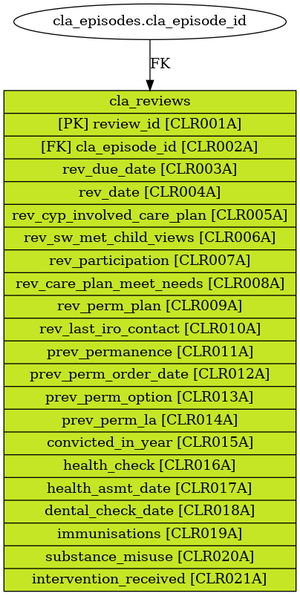 cla_episodes.cla_episode_id
FK
cla_reviews
[PK] review_id [CLR001A]
[FK] cla_episode_id [CLR002A]
rev_due_date [CLR003A]
rev_date [CLR004A]
rev_cyp_involved_care_plan [CLR005A]
rev_sw_met_child_views [CLR006A]
rev_participation [CLR007A]
rev_care_plan_meet_needs [CLR008A]
rev_perm_plan [CLR009A]
rev_last_iro_contact [CLR010A]
prev_permanence [CLR011A]
prev_perm_order_date [CLR012A]
prev_perm_option [CLR013A]
prev_perm_la [CLR014A]
convicted_in_year [CLR015A]
health_check [CLR016A]
health_asmt_date [CLR017A]
dental_check_date [CLR018A]
immunisations [CLR019A]
substance_misuse [CLR020A]
intervention_received [CLR021A]